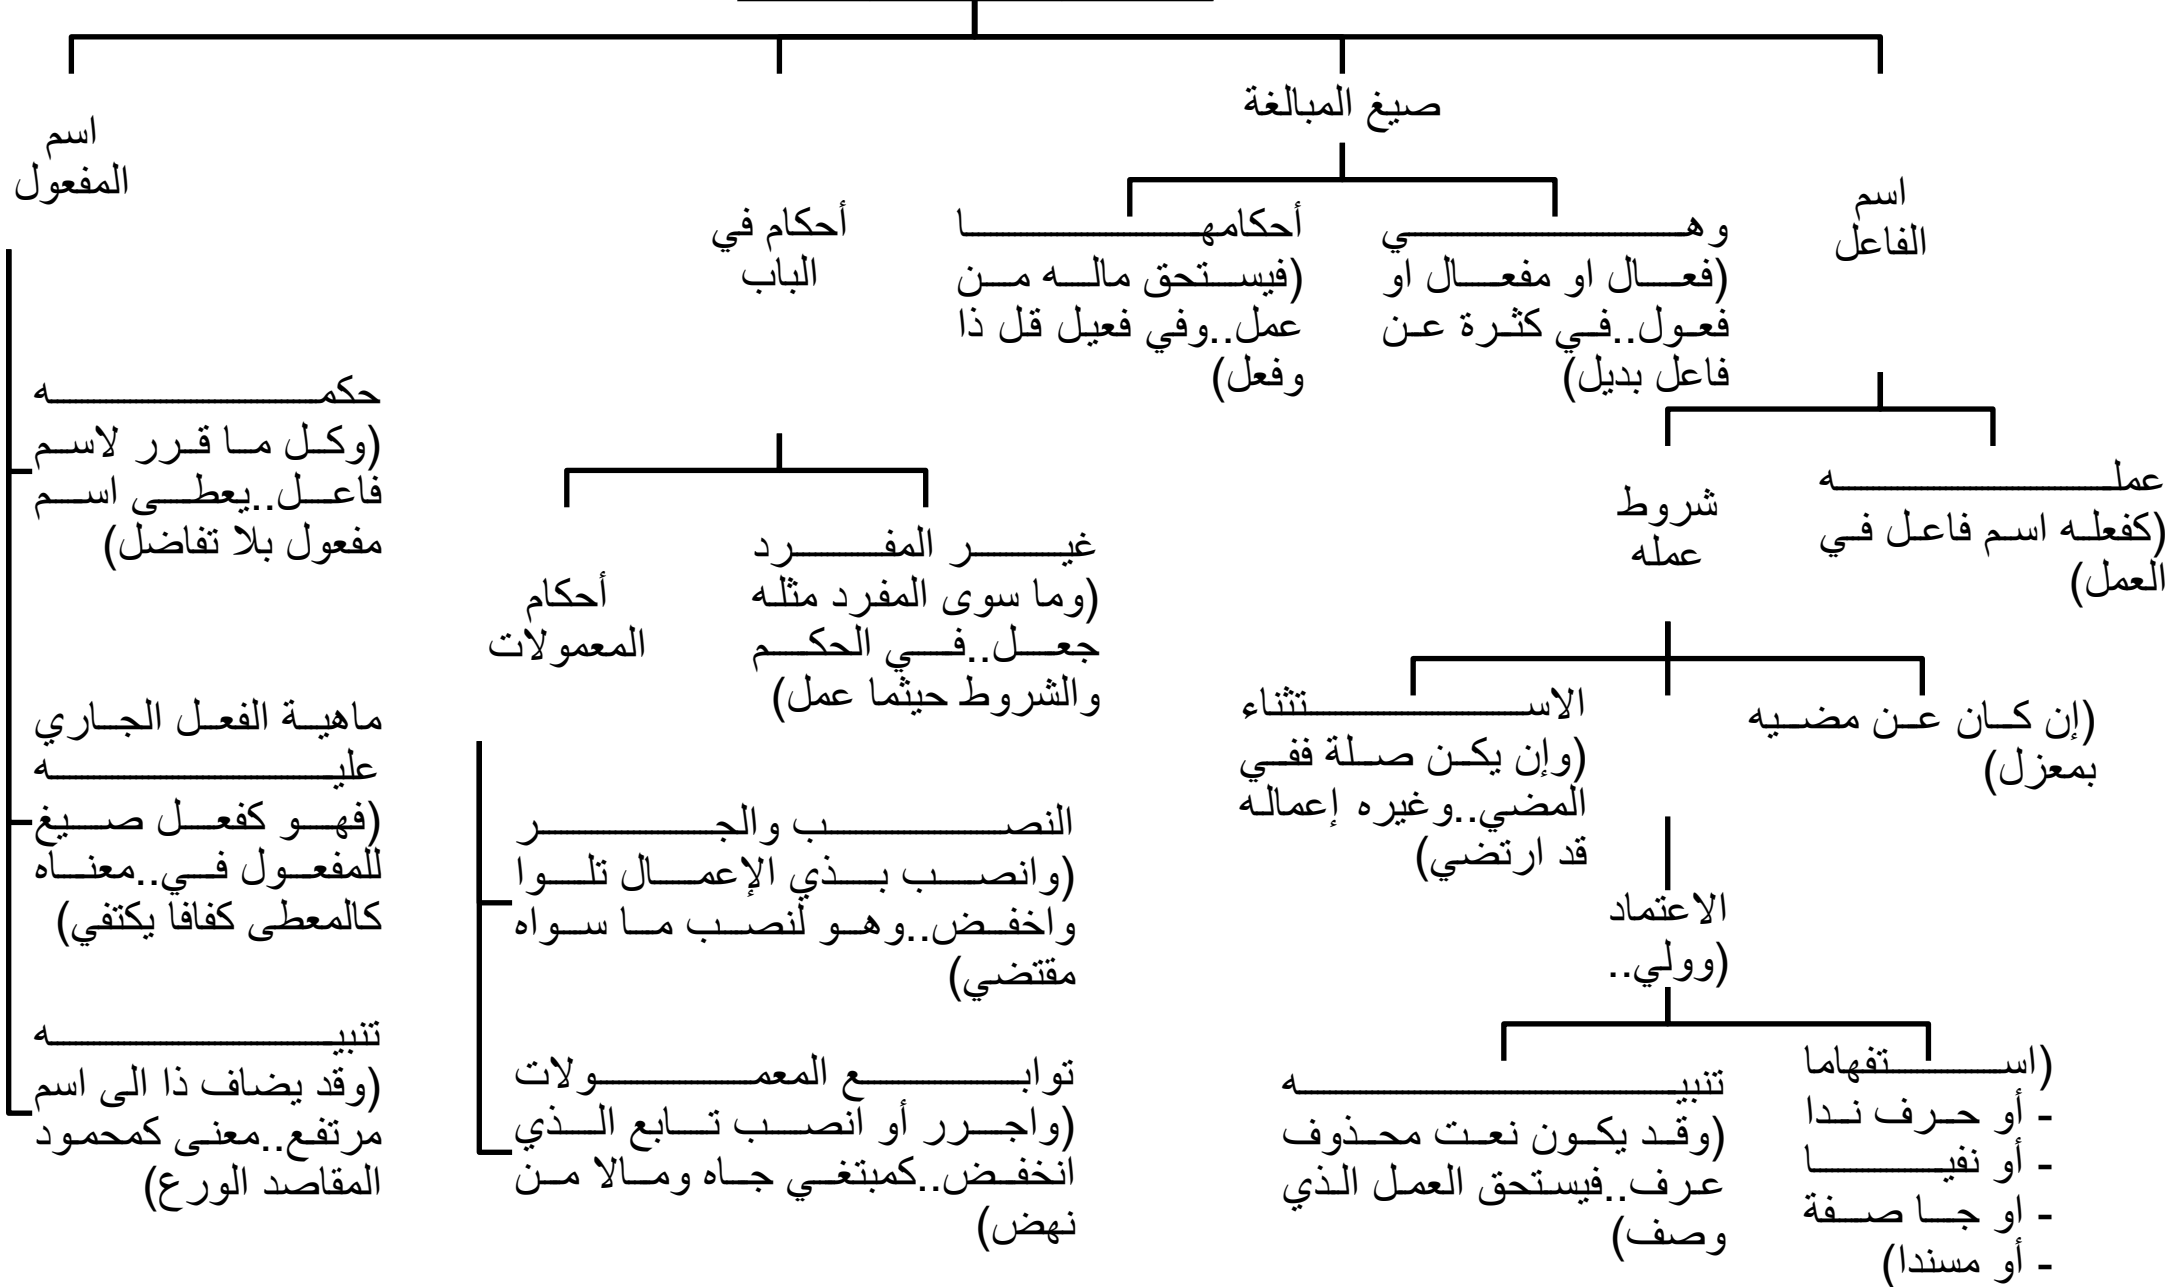 اسم
الفاعل
عمله
(كفعله اسم فاعل في
العمل)
شروط
عمله
(إن كان عن مضيه
بمعزل)
الاعتماد
(وولي..
(استفهاما
- أو حرف ندا
- أو نفيا
- او جا صفة
- أو مسندا)
تنبيه
(وقد يكون نعت محذوف
عرف..فيستحق العمل الذي
وصف)
الاستثناء
(وإن يكن صلة ففي
المضي..وغيره إعماله
قد ارتضي)
صيغ المبالغة
وهي
(فعال او مفعال او
فعول..في كثرة عن
فاعل بديل)
أحكامها
(فيستحق ماله من
عمل..وفي فعيل قل ذا
وفعل)
أحكام في
الباب
غير المفرد
(وما سوى المفرد مثله
جعل..في الحكم
والشروط حيثما عمل)
أحكام
المعمولات
النصب والجر
(وانصب بذي الإعمال تلوا
واخفض..وهو لنصب ما سواه
مقتضي)
توابع المعمولات
(واجرر أو انصب تابع الذي
انخفض..كمبتغي جاه ومالا من
نهض)
اسم
المفعول
حكمه
(وكل ما قرر لاسم
فاعل..يعطى اسم
مفعول بلا تفاضل)
ماهية الفعل الجاري
عليه
(فهو كفعل صيغ
للمفعول في..معناه
كالمعطى كفافا يكتفي)
تنبيه
(وقد يضاف ذا الى اسم
مرتفع..معنى كمحمود
المقاصد الورع)